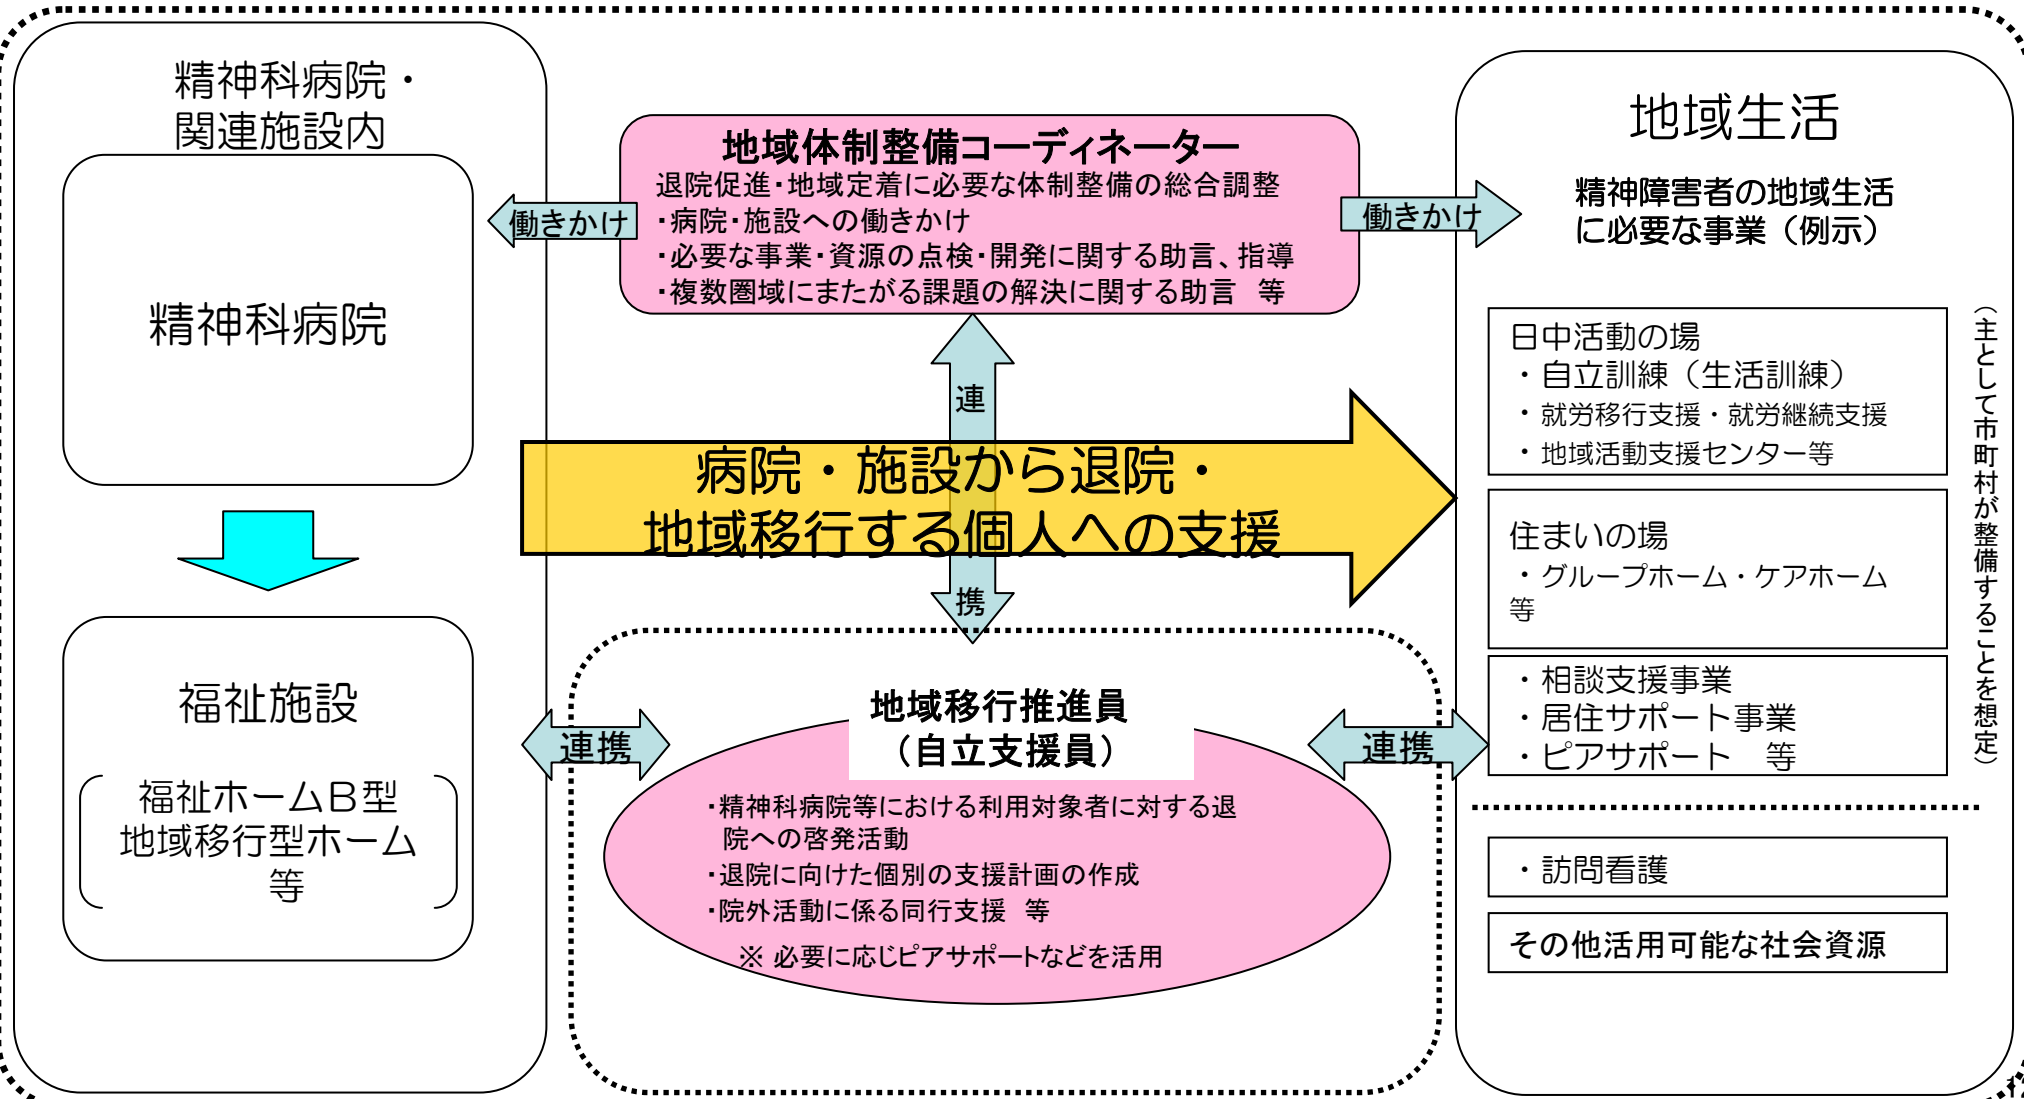 精神科病院・
関連施設内
精神科病院
福祉施設
福祉ホームB型
地域移行型ホーム
等
地域体制整備コーディネーター
退院促進・地域定着に必要な体制整備の総合調整
・病院・施設への働きかけ
・必要な事業・資源の点検・開発に関する助言、指導
・複数圏域にまたがる課題の解決に関する助言 等
働きかけ
働きかけ
連
携
病院・施設から退院・
地域移行する個人への支援
地域移行推進員
（自立支援員）
・精神科病院等における利用対象者に対する退
院への啓発活動
・退院に向けた個別の支援計画の作成
・院外活動に係る同行支援 等
※ 必要に応じピアサポートなどを活用
連携
連携
地域生活
精神障害者の地域生活
に必要な事業（例示）
日中活動の場
・自立訓練（生活訓練）
・就労移行支援・就労継続支援
・地域活動支援センター等
住まいの場
・グループホーム・ケアホーム
等
・相談支援事業
・居住サポート事業
・ピアサポート 等
・訪問看護
その他活用可能な社会資源
（主として市町村が整備することを想定）